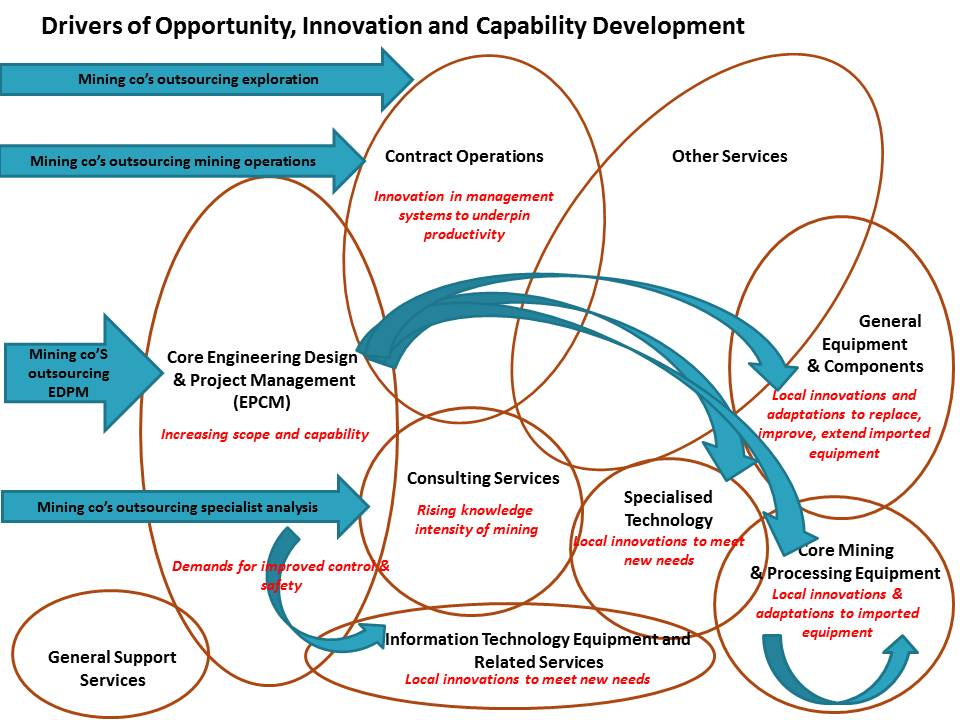 Drivers of Opportunity, Innovation and Capability Development
Mining co's outsourcing exploration
Mining co's outsourcing mining operations
Contract Operations
Innovation in management
systems to underpin
productivity
Other Services
Mining co'S
outsourcing
EDPM
Core Engineering Design
& Project Management
(EPCM)
Increasing scope and capability
General
Equipment
& Components
Local innovations and
adaptations to replace,
improve, extend imported
equipment
Mining co's outsourcing specialist analysis
Consulting Services
Rising knowledge
intensity of mining
Specialised
Technology
Local innovations to meet
new needs
Core Mining
& Processing Equipment
Local innovations &
adaptations to imported
equipment
Demands for improved control &
safety
General Support
Services
Information Technology Equipment and
Related Services
Local innovations to meet new needs